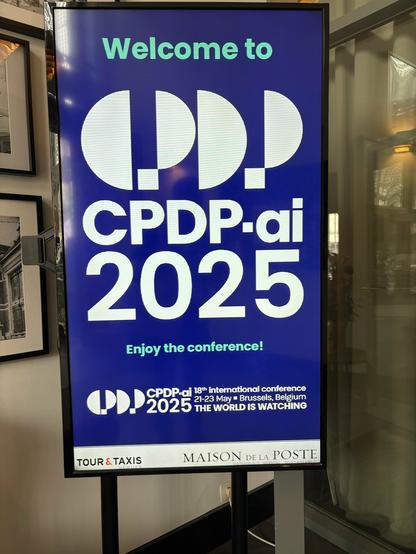 Welcome to
CPDP-ai
2025
Enjoy the conference!
CPDP-ai 18th international conference
2025 21-23 May ▪ Brussels, Belgium
THE WORLD IS WATCHING
TOUR & TAXIS
MAISON DE LA POSTE